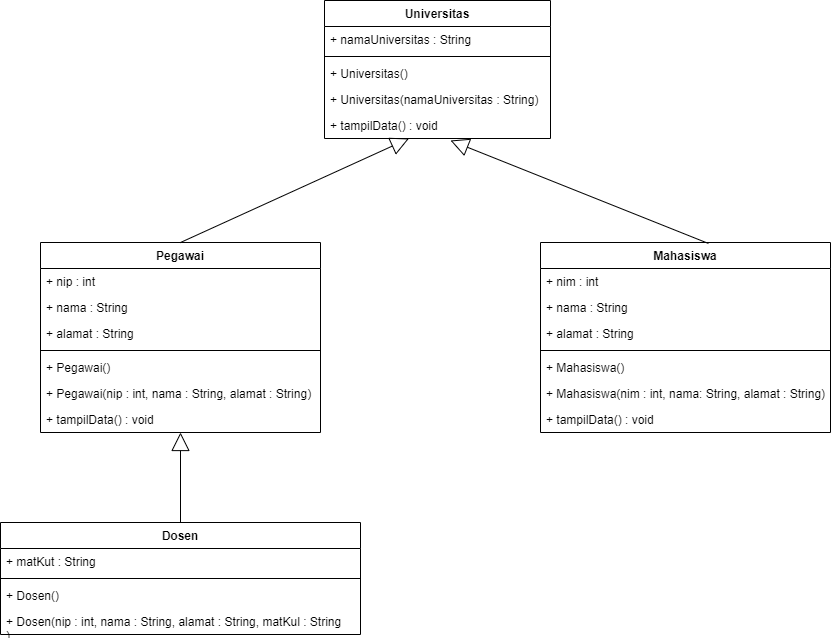 Universitas
+ namaUniversitas : String
+ Universitas()
+ Universitas(namaUniversitas : String)
+ tampilData() : void
Pegawai
+ nip : int
+ nama : String
+ alamat : String
+ Pegawai()
+ Pegawai(nip : int, nama : String, alamat : String)
+ tampilData() : void
Mahasiswa
+ nim : int
+ nama : String
+ alamat : String
+ Mahasiswa()
+ Mahasiswa(nim : int, nama: String, alamat : String)
+ tampilData() : void
Dosen
+ matKut : String
+ Dosen()
+ Dosen(nip : int, nama : String, alamat : String, matKul : String
)